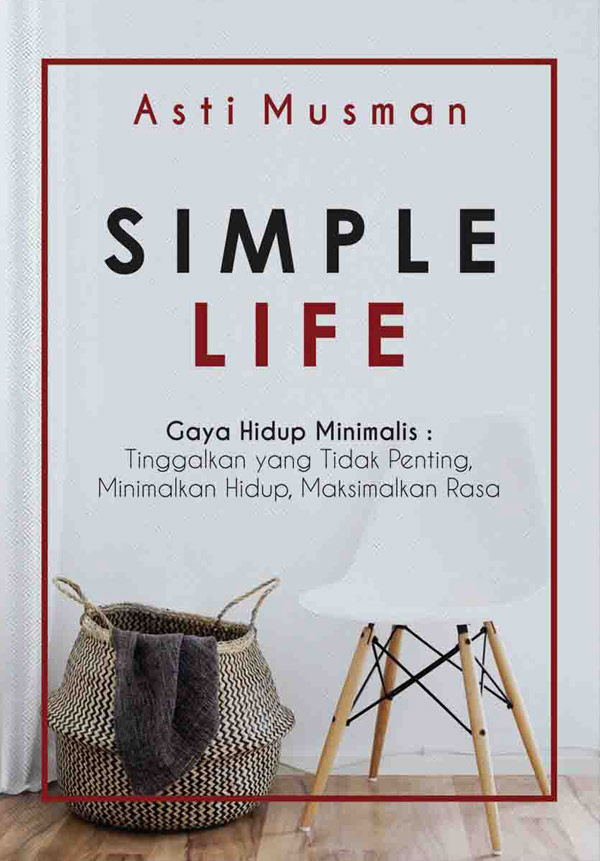 Asti Musman
SIMPLE
LIFE
Gaya Hidup Minimalis :
Tinggalkan yang Tidak Penting,
Minimalkan Hidup, Maksimalkan Rasa